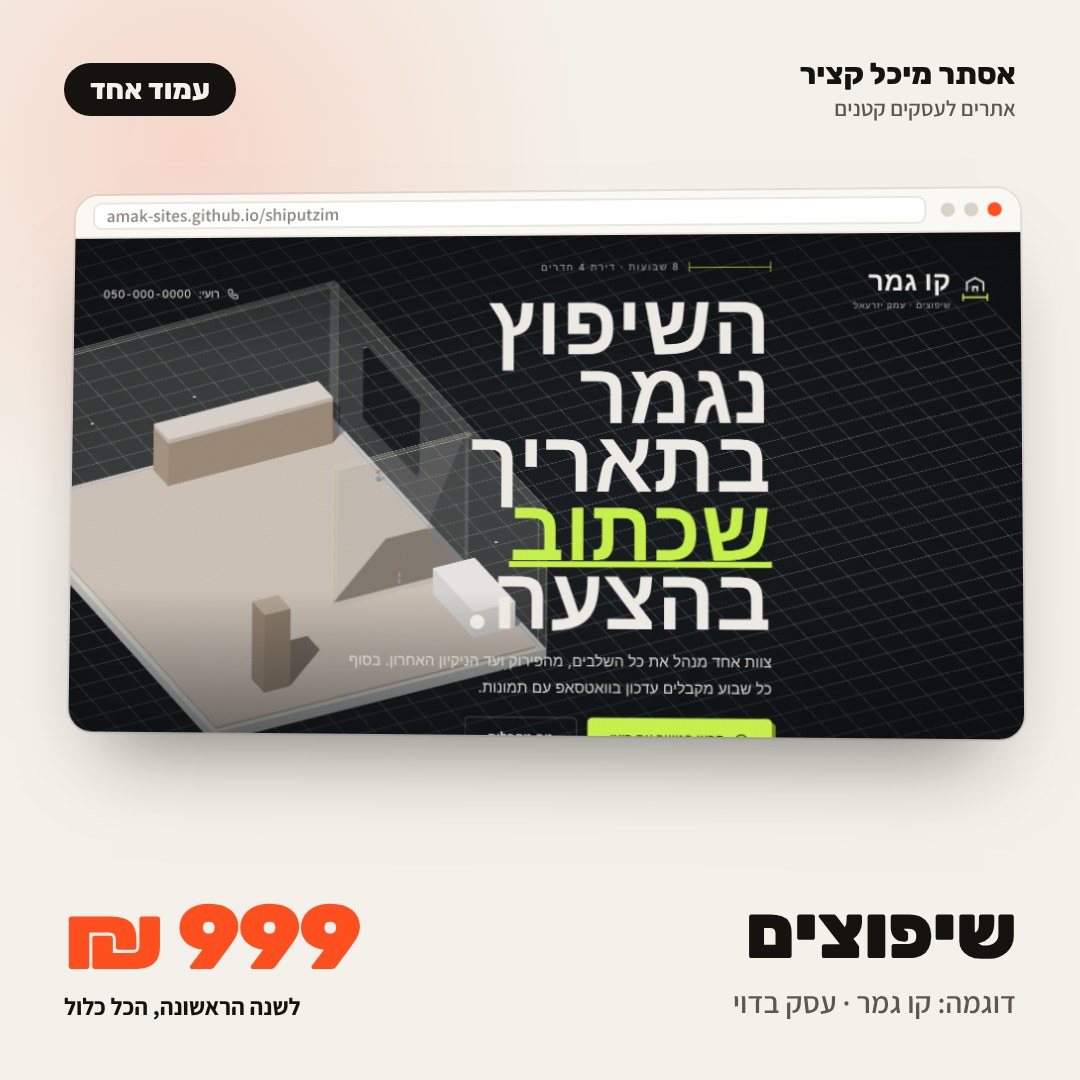 אסתר מיכל קציר
אתרים לעסקים קטנים
עמוד אחד
amak-sites.github.io/shiputzim
קו גמר
שיפוצים · עמק יזרעאל
8 שבועות · דירת 4 חדרים
רועי: 050-000-0000
השיפוץ
נגמר
בתאריך
שכתוב
בהצעה.
צוות אחד מנהל את כל השלבים, מהפירוק ועד הניקיון האחרון. בסוף
כל שבוע מקבלים עדכון בוואטסאפ עם תמונות.
שיפוצים
דוגמה: קו גמר · עסק בדוי
999 ₪
לשנה הראשונה, הכל כלול